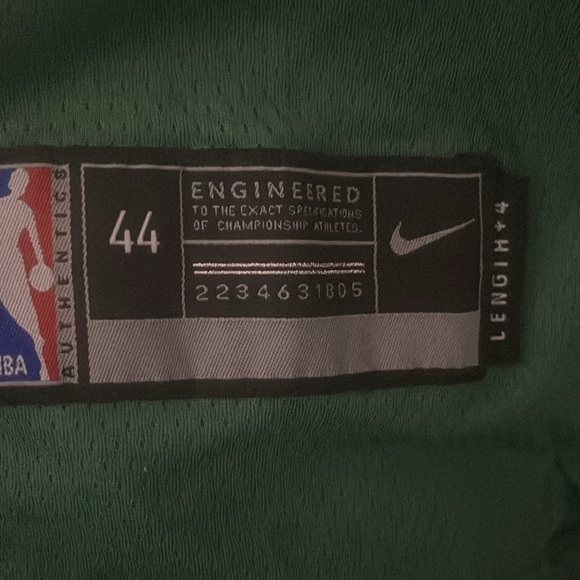 NBA
AUTHENTICS
44
ENGINEERED
TO THE EXACT SPECIFICATIONS
OF CHAMPIONSHIP ATHLETES.
2234631805
LENGTH+4